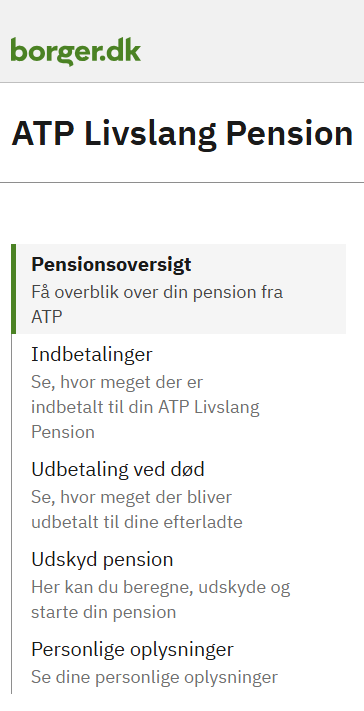 borger.dk
ATP Livslang Pension
Pensionsoversigt
Få overblik over din pension fra
ATP
Indbetalinger
Se, hvor meget der er
indbetalt til din ATP Livslang
Pension
Udbetaling ved død
Se, hvor meget der bliver
udbetalt til dine efterladte
Udskyd pension
Her kan du beregne, udskyde og
starte din pension
Personlige oplysninger
Se dine personlige oplysninger